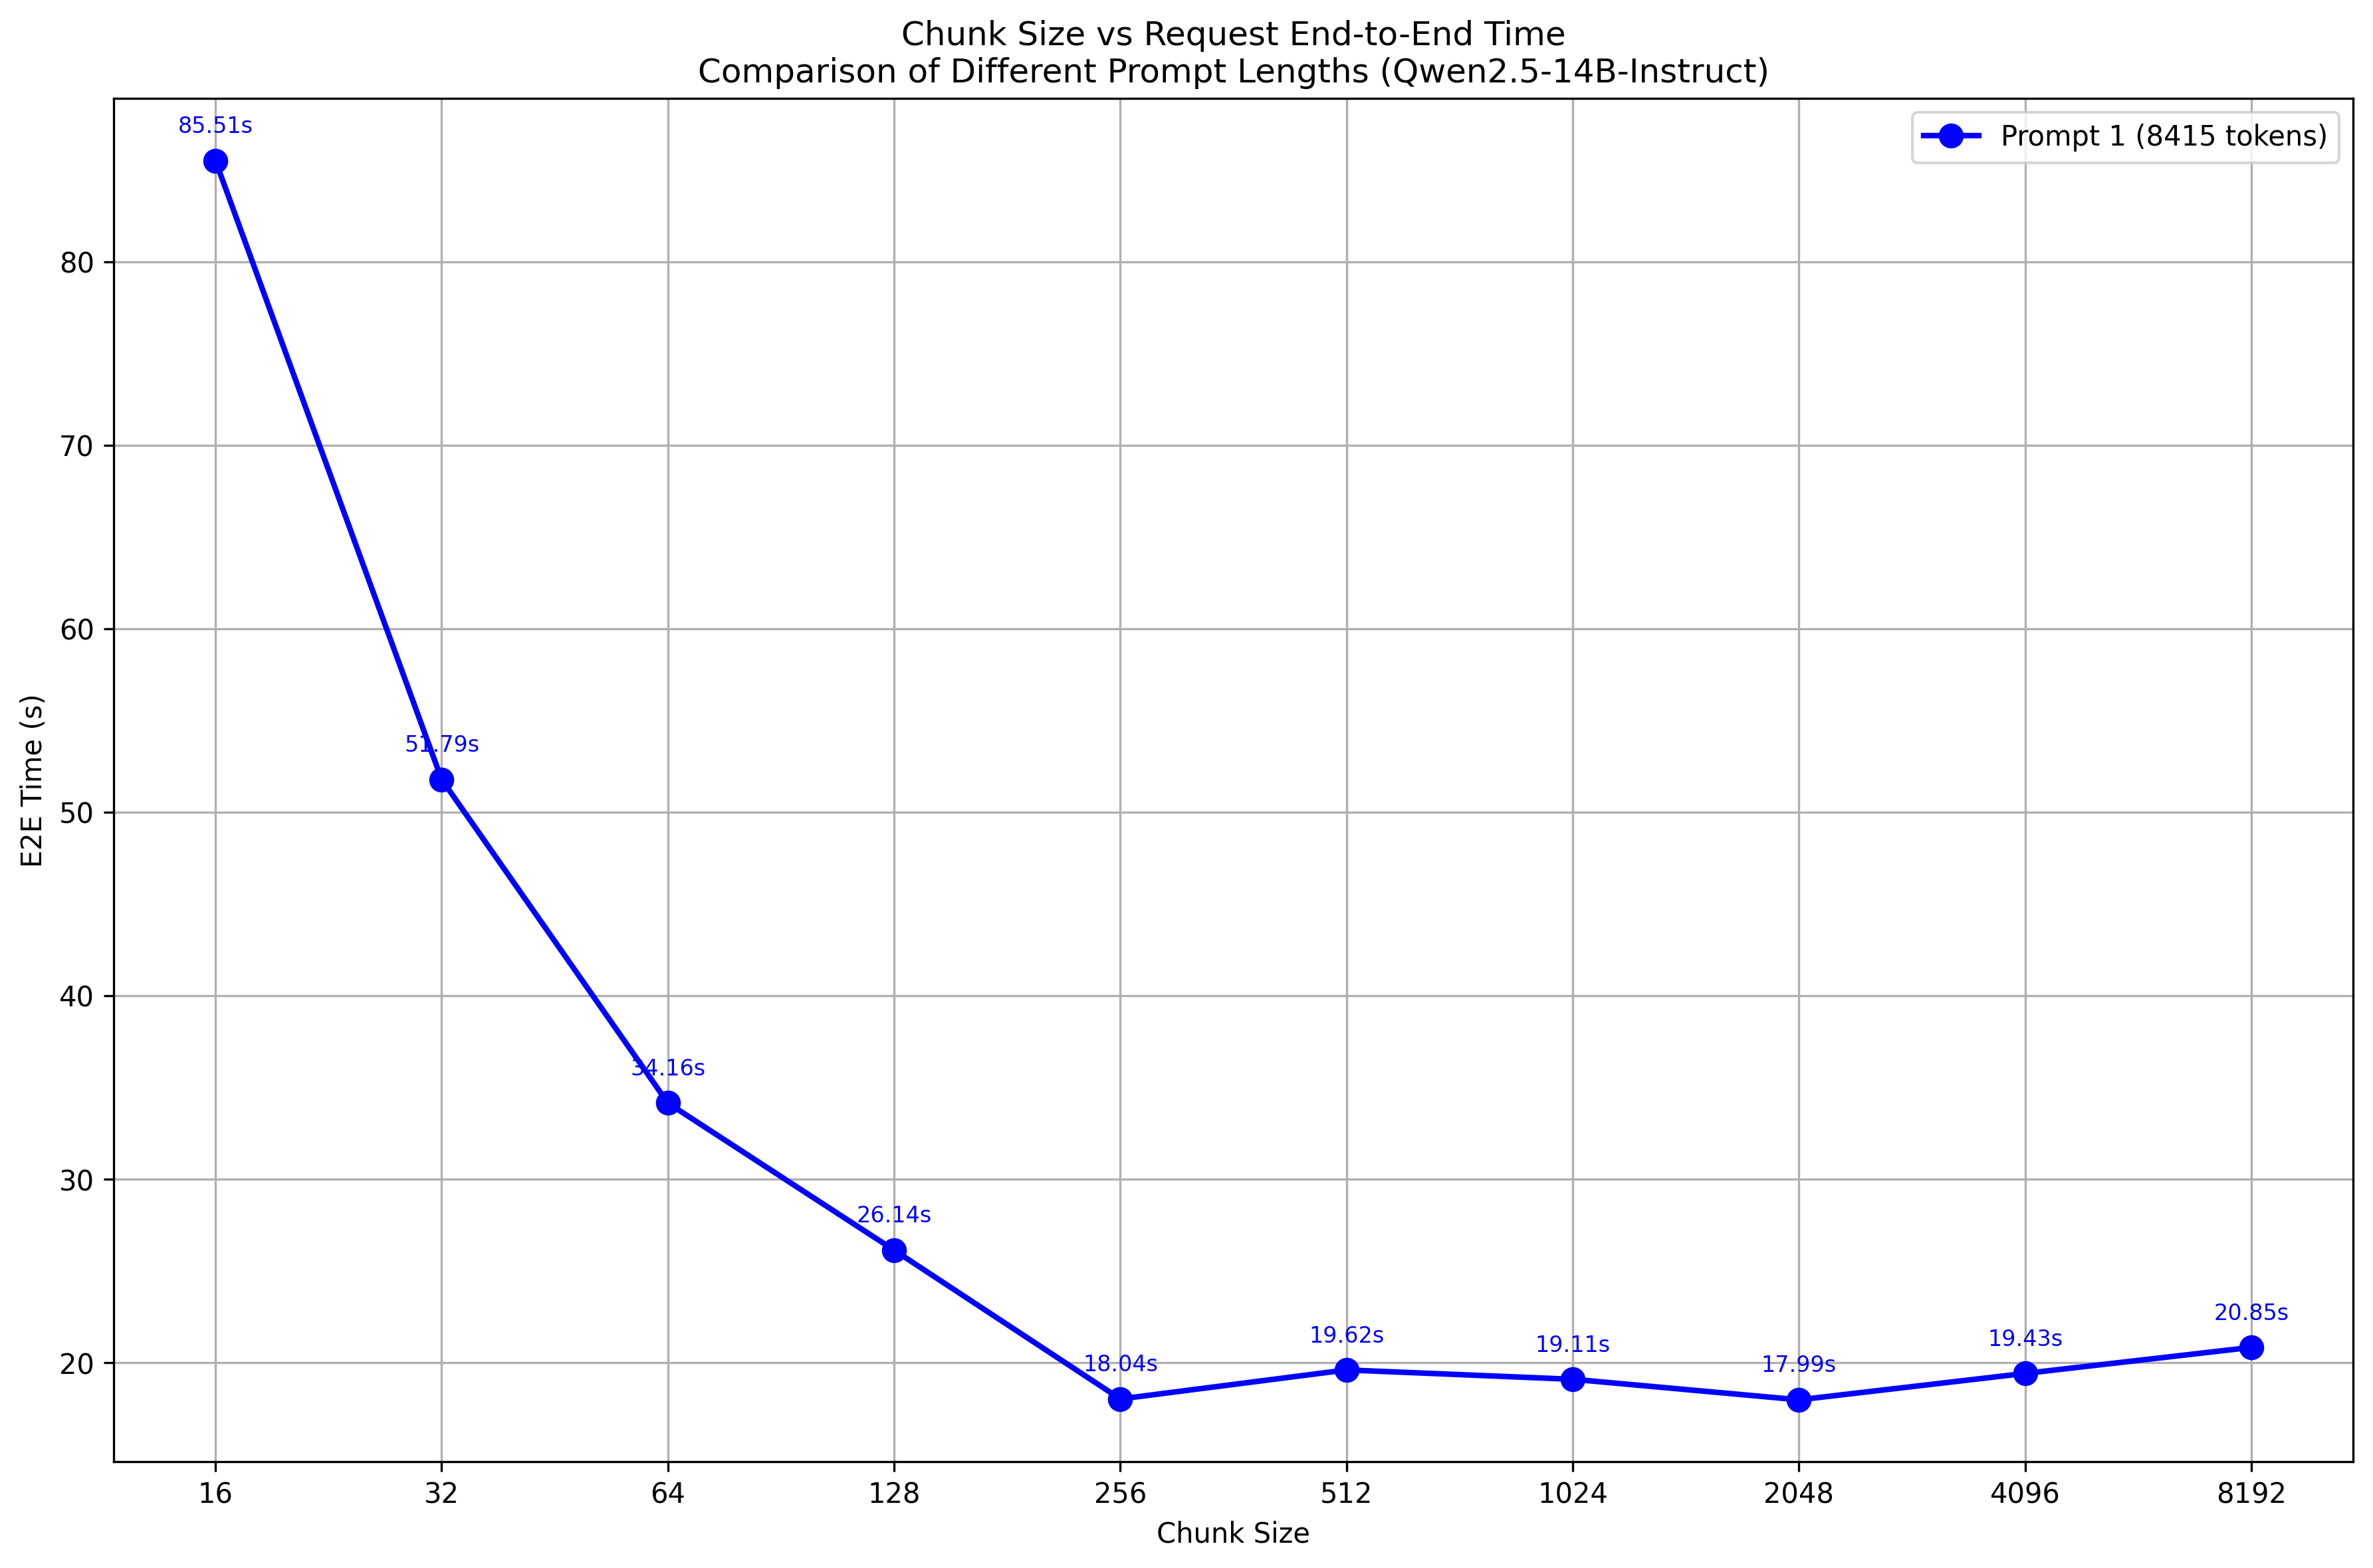 Chunk Size vs Request End-to-End Time
Comparison of Different Prompt Lengths (Qwen2.5-14B-Instruct)
Prompt 1 (8415 tokens)
85.51s
51.79s
34.16s
26.14s
18.04s
19.62s
19.11s
17.99s
19.43s
20.85s
E2E Time (s)
80
70
60
50
40
30
20
16 32 64 128 256 512 1024 2048 4096 8192
Chunk Size